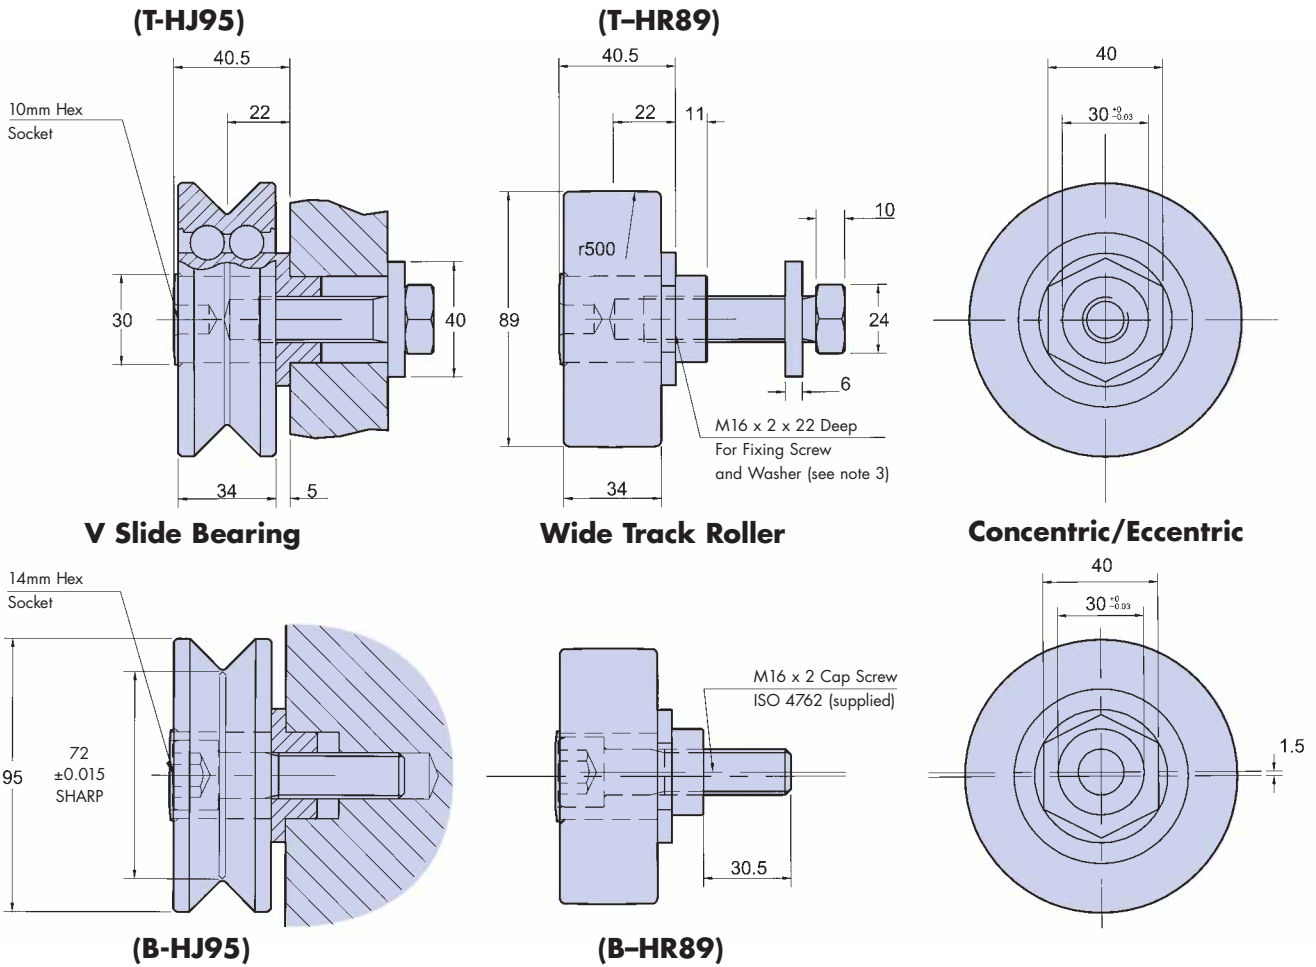 (T-HJ95)
(T–HR89)
40.5
22
10mm Hex
Socket
30
40
34
5
40.5
22
11
10
r500
89
24
6
M16 x 2 x 22 Deep
For Fixing Screw
and Washer (see note 3)
34
40
30 +0 -0.03
V Slide Bearing
Wide Track Roller
Concentric/Eccentric
14mm Hex
Socket
95
72
±0.015
SHARP
M16 x 2 Cap Screw
ISO 4762 (supplied)
30.5
40
30 +0 -0.03
1.5
(B-HJ95)
(B–HR89)